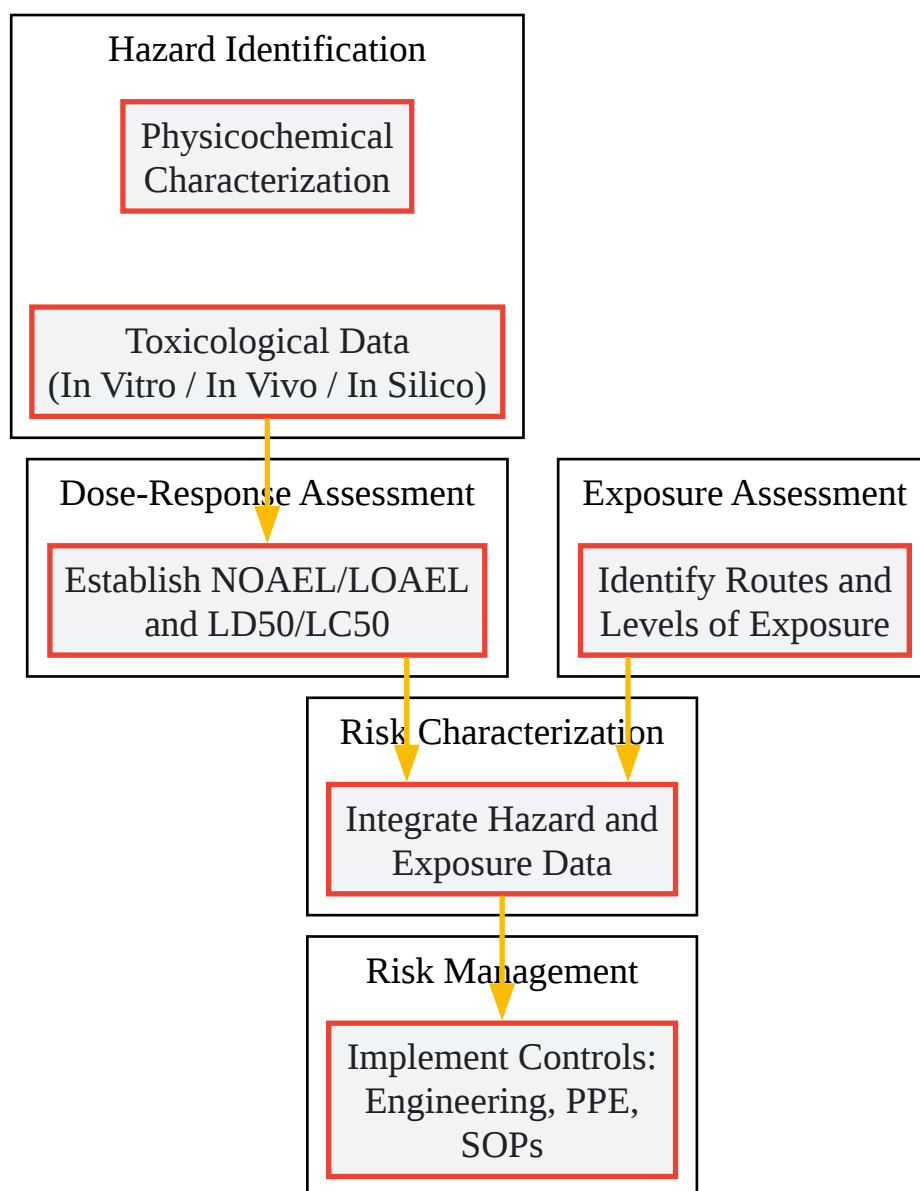 Hazard Identification
Physicochemical
Characterization
Toxicological Data
(In Vitro / In Vivo / In Silico)
Dose-Response Assessment
Establish NOAEL/LOAEL
and LD50/LC50
Exposure Assessment
Identify Routes and
Levels of Exposure
Risk Characterization
Integrate Hazard and
Exposure Data
Risk Management
Implement Controls:
Engineering, PPE,
SOPs